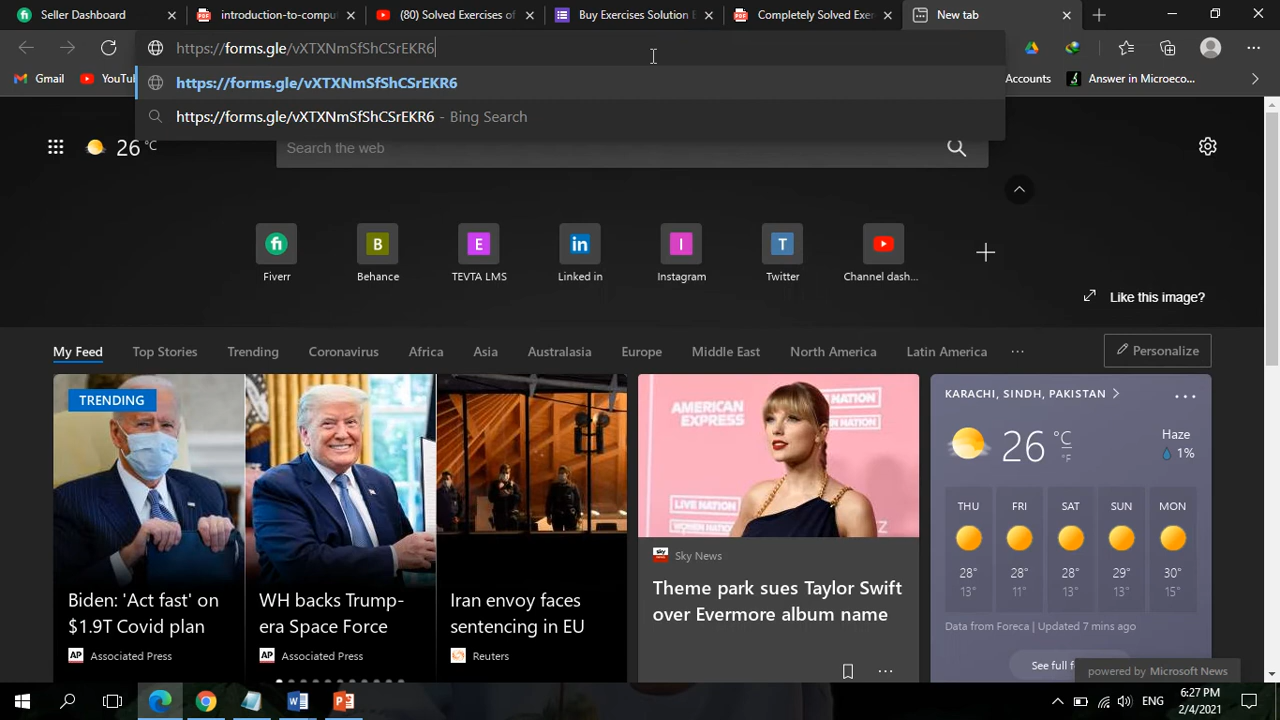 Seller Dashboard
introduction-to-compu
(80) Solved Exercises of
Buy Exercises Solution
Completely Solved Exer
New tab
https://forms.gle/vXTXNmSfShCSrEKR6
Gmail
YouTu
Accounts
Answer in Microeco...
https://forms.gle/vXTXNmSfShCSrEKR6
https://forms.gle/vXTXNmSfShCSrEKR6 - Bing Search
26 °C
Search the web
Fiverr
B
Behance
E
TEVTA LMS
in
Linked in
I
Instagram
T
Twitter
Channel dash...
Like this image?
My Feed
Top Stories
Trending
Coronavirus
Africa
Asia
Australasia
Europe
Middle East
North America
Latin America
Personalize
TRENDING
Biden: 'Act fast' on
$1.9T Covid plan
AP Associated Press
WH backs Trump-
era Space Force
AP Associated Press
Iran envoy faces
sentencing in EU
Reuters
AMERICAN
EXPRESS
LIVE NATION
Sky News
Theme park sues Taylor Swift
over Evermore album name
KARACHI, SINDH, PAKISTAN
26 °C
°F
Haze
1%
THU
FRI
SAT
SUN
MON
28°
28°
28°
29°
30°
13°
11°
13°
13°
15°
Data from Foreca | Updated 7 mins ago
See full f
powered by Microsoft News
ENG
6:27 PM
2/4/2021